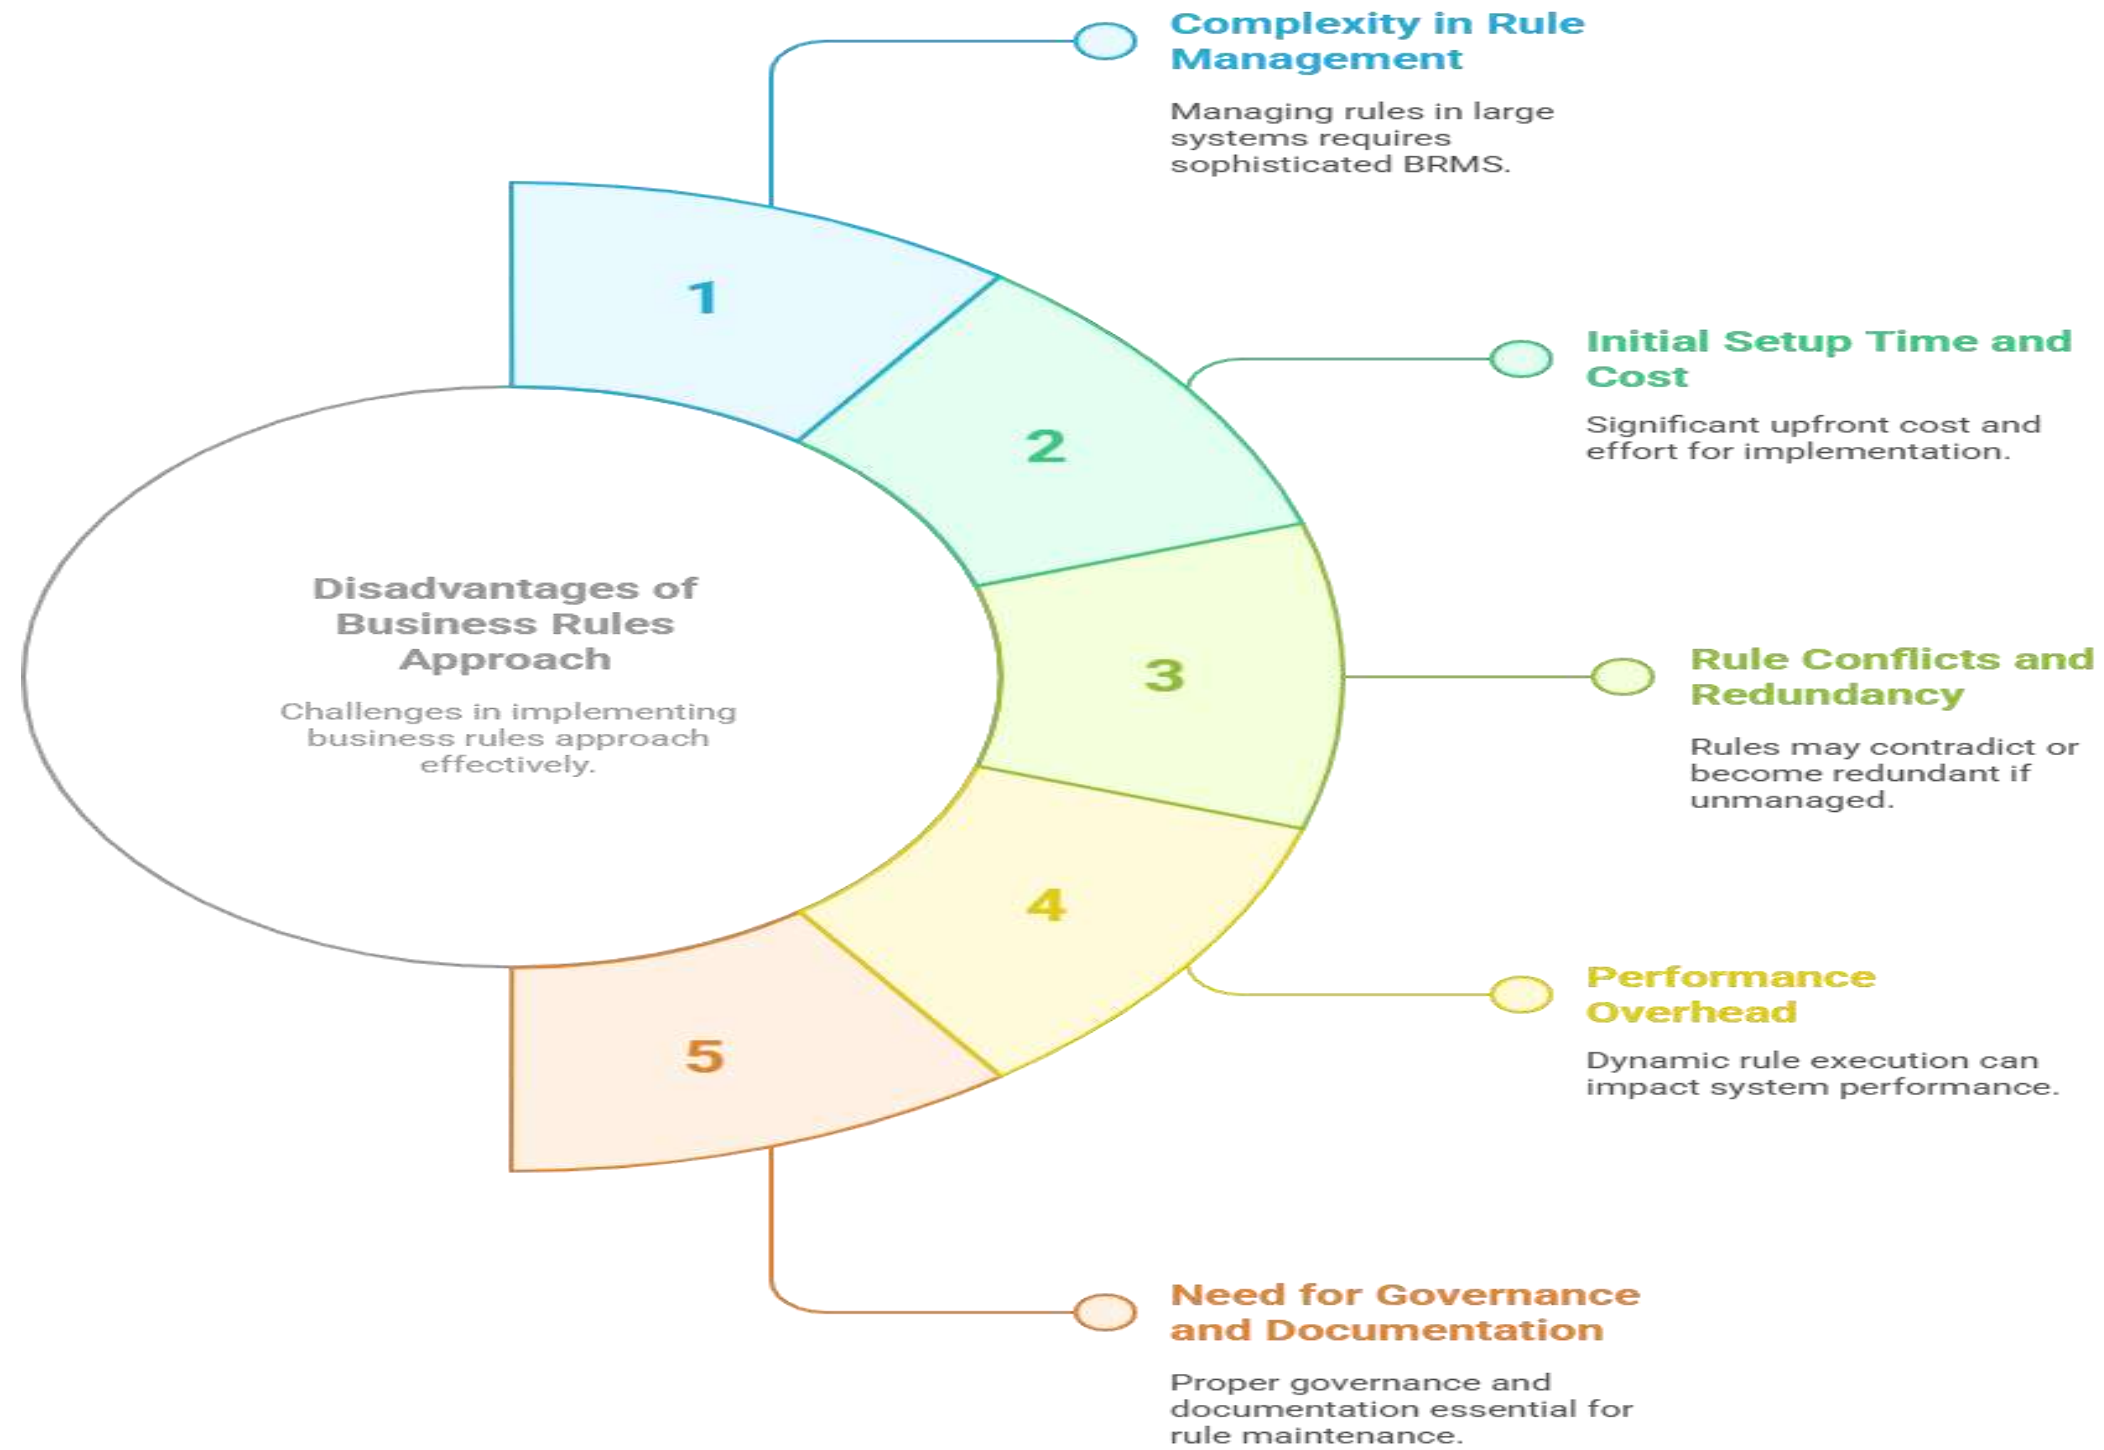 Complexity in Rule
Management
Managing rules in large
systems requires
sophisticated BRMS.
1
Initial Setup Time and
Cost
Significant upfront cost and
effort for implementation.
2
Disadvantages of
Business Rules
Approach
Challenges in implementing
business rules approach
effectively.
3
Rule Conflicts and
Redundancy
Rules may contradict or
become redundant if
unmanaged.
4
Performance
Overhead
Dynamic rule execution can
impact system performance.
5
Need for Governance
and Documentation
Proper governance and
documentation essential for
rule maintenance.